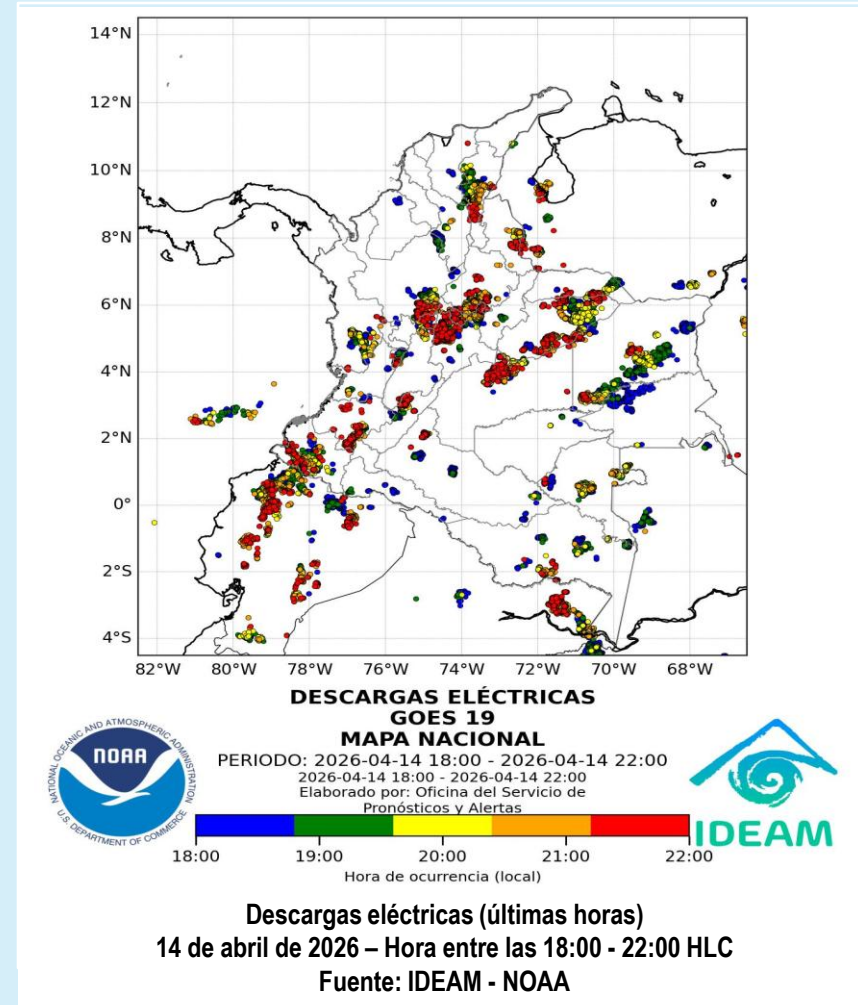 14°N
12°N
10°N
8°N
6°N
4°N
2°N
0°
2°S
4°S
82°W 80°W 78°W 76°W 74°W 72°W 70°W 68°W
DESCARGAS ELÉCTRICAS
GOES 19
MAPA NACIONAL
PERIODO: 2026-04-14 18:00 - 2026-04-14 22:00
2026-04-14 18:00 - 2026-04-14 22:00
Elaborado por: Oficina del Servicio de
Pronósticos y Alertas
NATIONAL OCEANIC AND ATMOSPHERIC ADMINISTRATION
NOAA
U.S. DEPARTMENT OF COMMERCE
IDEAM
18:00 19:00 20:00 21:00 22:00
Hora de ocurrencia (local)
Descargas eléctricas (últimas horas)
14 de abril de 2026 – Hora entre las 18:00 - 22:00 HLC
Fuente: IDEAM - NOAA